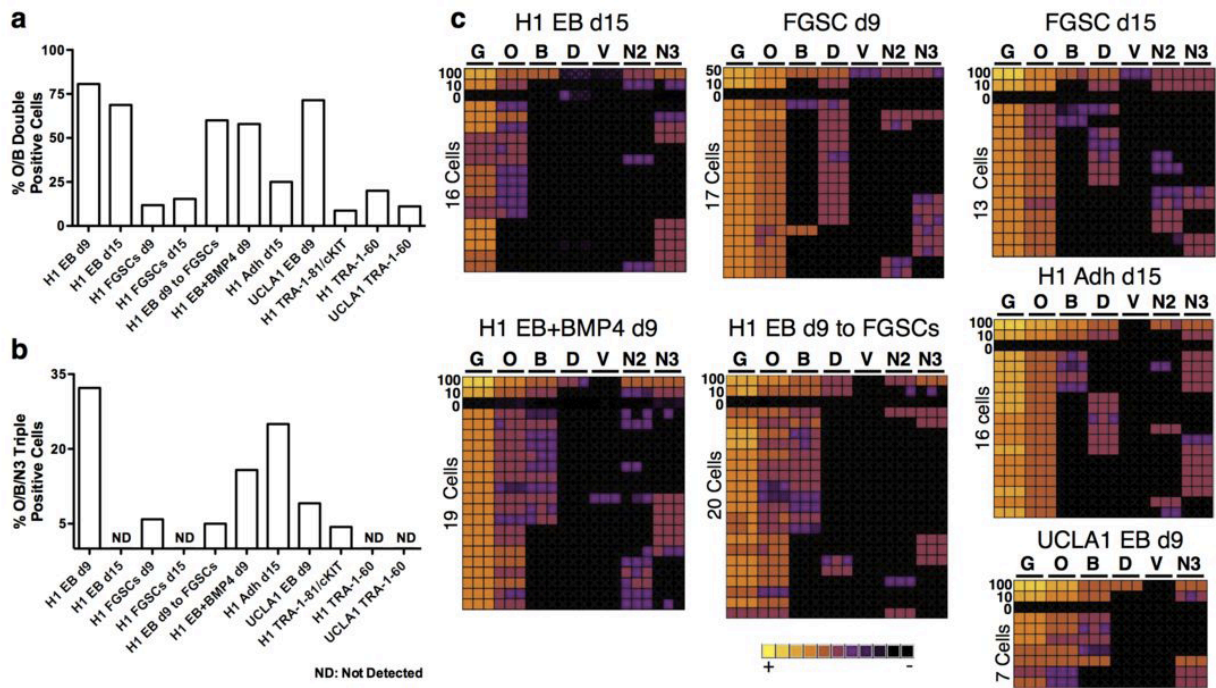 a
% O/B Double
Positive Cells
100
75
50
25
0
H1 EB d9
H1 EB d15
H1 FGSCs d9
H1 FGSCs d15
H1 EB d9 to FGSCs
H1 EB+BMP4 d9
H1 Adh d15
UCLA1 EB d9
H1 TRA-1-81/cKIT
H1 TRA-1-60
UCLA1 TRA-1-60
b
% O/B/N3 Triple
Positive Cells
35
20
5
ND
ND
ND
ND
H1 EB d9
H1 EB d15
H1 FGSCs d9
H1 FGSCs d15
H1 EB d9 to FGSCs
H1 EB+BMP4 d9
H1 Adh d15
UCLA1 EB d9
H1 TRA-1-81/cKIT
H1 TRA-1-60
UCLA1 TRA-1-60
ND: Not Detected
c
H1 EB d15
G O B D V N2 N3
100
10
0
16 Cells
FGSC d9
G O B D V N2 N3
50
10
0
17 Cells
FGSC d15
G O B D V N2 N3
100
10
0
13 Cells
H1 EB+BMP4 d9
G O B D V N2 N3
100
10
0
19 Cells
H1 EB d9 to FGSCs
G O B D V N2 N3
100
10
0
20 Cells
H1 Adh d15
G O B D V N2 N3
100
10
0
16 cells
UCLA1 EB d9
G O B D V N3
100
10
0
7 Cells
+ -